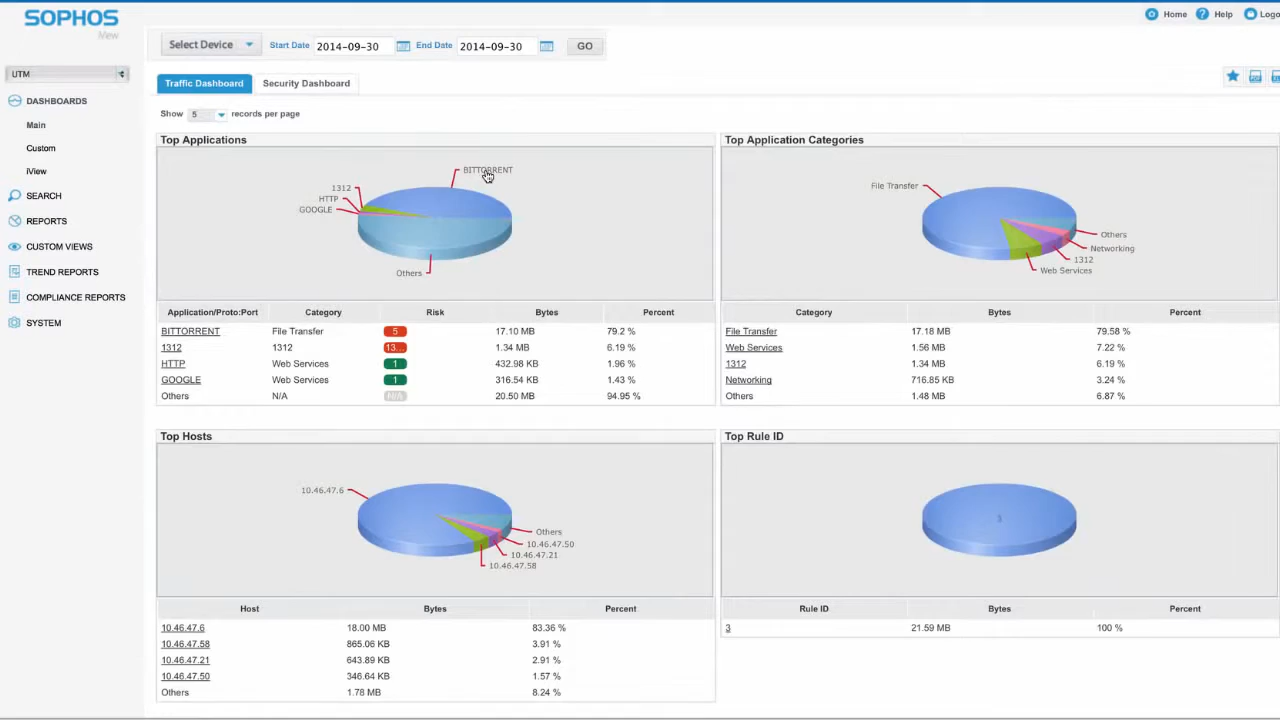 SOPHOS
Home
Help
Logo
Select Device
Start Date
2014-09-30
End Date
2014-09-30
GO
UTM
Traffic Dashboard
Security Dashboard
DASHBOARDS
Main
Custom
iView
SEARCH
REPORTS
CUSTOM VIEWS
TREND REPORTS
COMPLIANCE REPORTS
SYSTEM
Show 5 records per page
Top Applications
BITTORRENT
1312
HTTP
GOOGLE
Others
Application/Proto:Port Category Risk Bytes Percent
BITTORRENT File Transfer 5 17.10 MB 79.2 %
1312 1312 13... 1.34 MB 6.19 %
HTTP Web Services 1 432.98 KB 1.96 %
GOOGLE Web Services 1 316.54 KB 1.43 %
Others N/A N/A 20.50 MB 94.95 %
Top Application Categories
File Transfer
Others
Networking
1312
Web Services
Category Bytes Percent
File Transfer 17.18 MB 79.58 %
Web Services 1.56 MB 7.22 %
1312 1.34 MB 6.19 %
Networking 716.85 KB 3.24 %
Others 1.48 MB 6.87 %
Top Hosts
10.46.47.6
Others
10.46.47.50
10.46.47.21
10.46.47.58
Host Bytes Percent
10.46.47.6 18.00 MB 83.36 %
10.46.47.58 865.06 KB 3.91 %
10.46.47.21 643.89 KB 2.91 %
10.46.47.50 346.64 KB 1.57 %
Others 1.78 MB 8.24 %
Top Rule ID
3
Rule ID Bytes Percent
3 21.59 MB 100 %